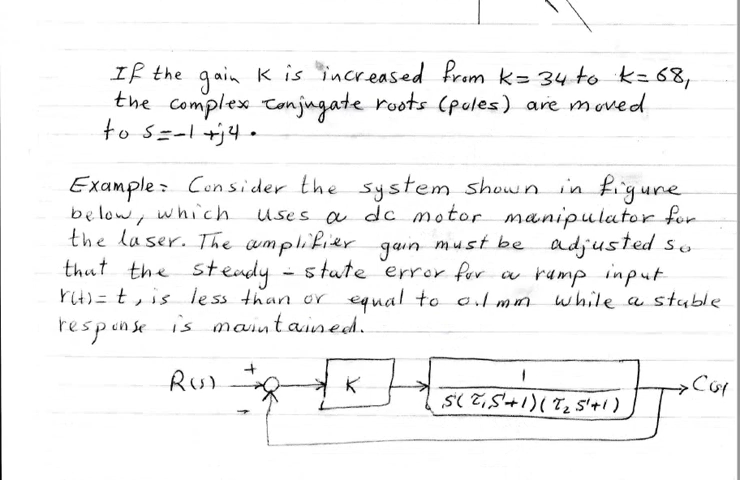 If the gain K is increased from k=34 to k=68,
the complex conjugate roots (poles) are moved
to s=-1+j4.
Example: Consider the system shown in figure
below, which uses a dc motor manipulator for
the laser. The amplifier gain must be adjusted so
that the steady-state error for a ramp input
r(t)=t, is less than or equal to 0.1 mm while a stable
response is maintained.
R(s) + - K 1 C(s)
S(τ₁S+1)(τ₂S+1)